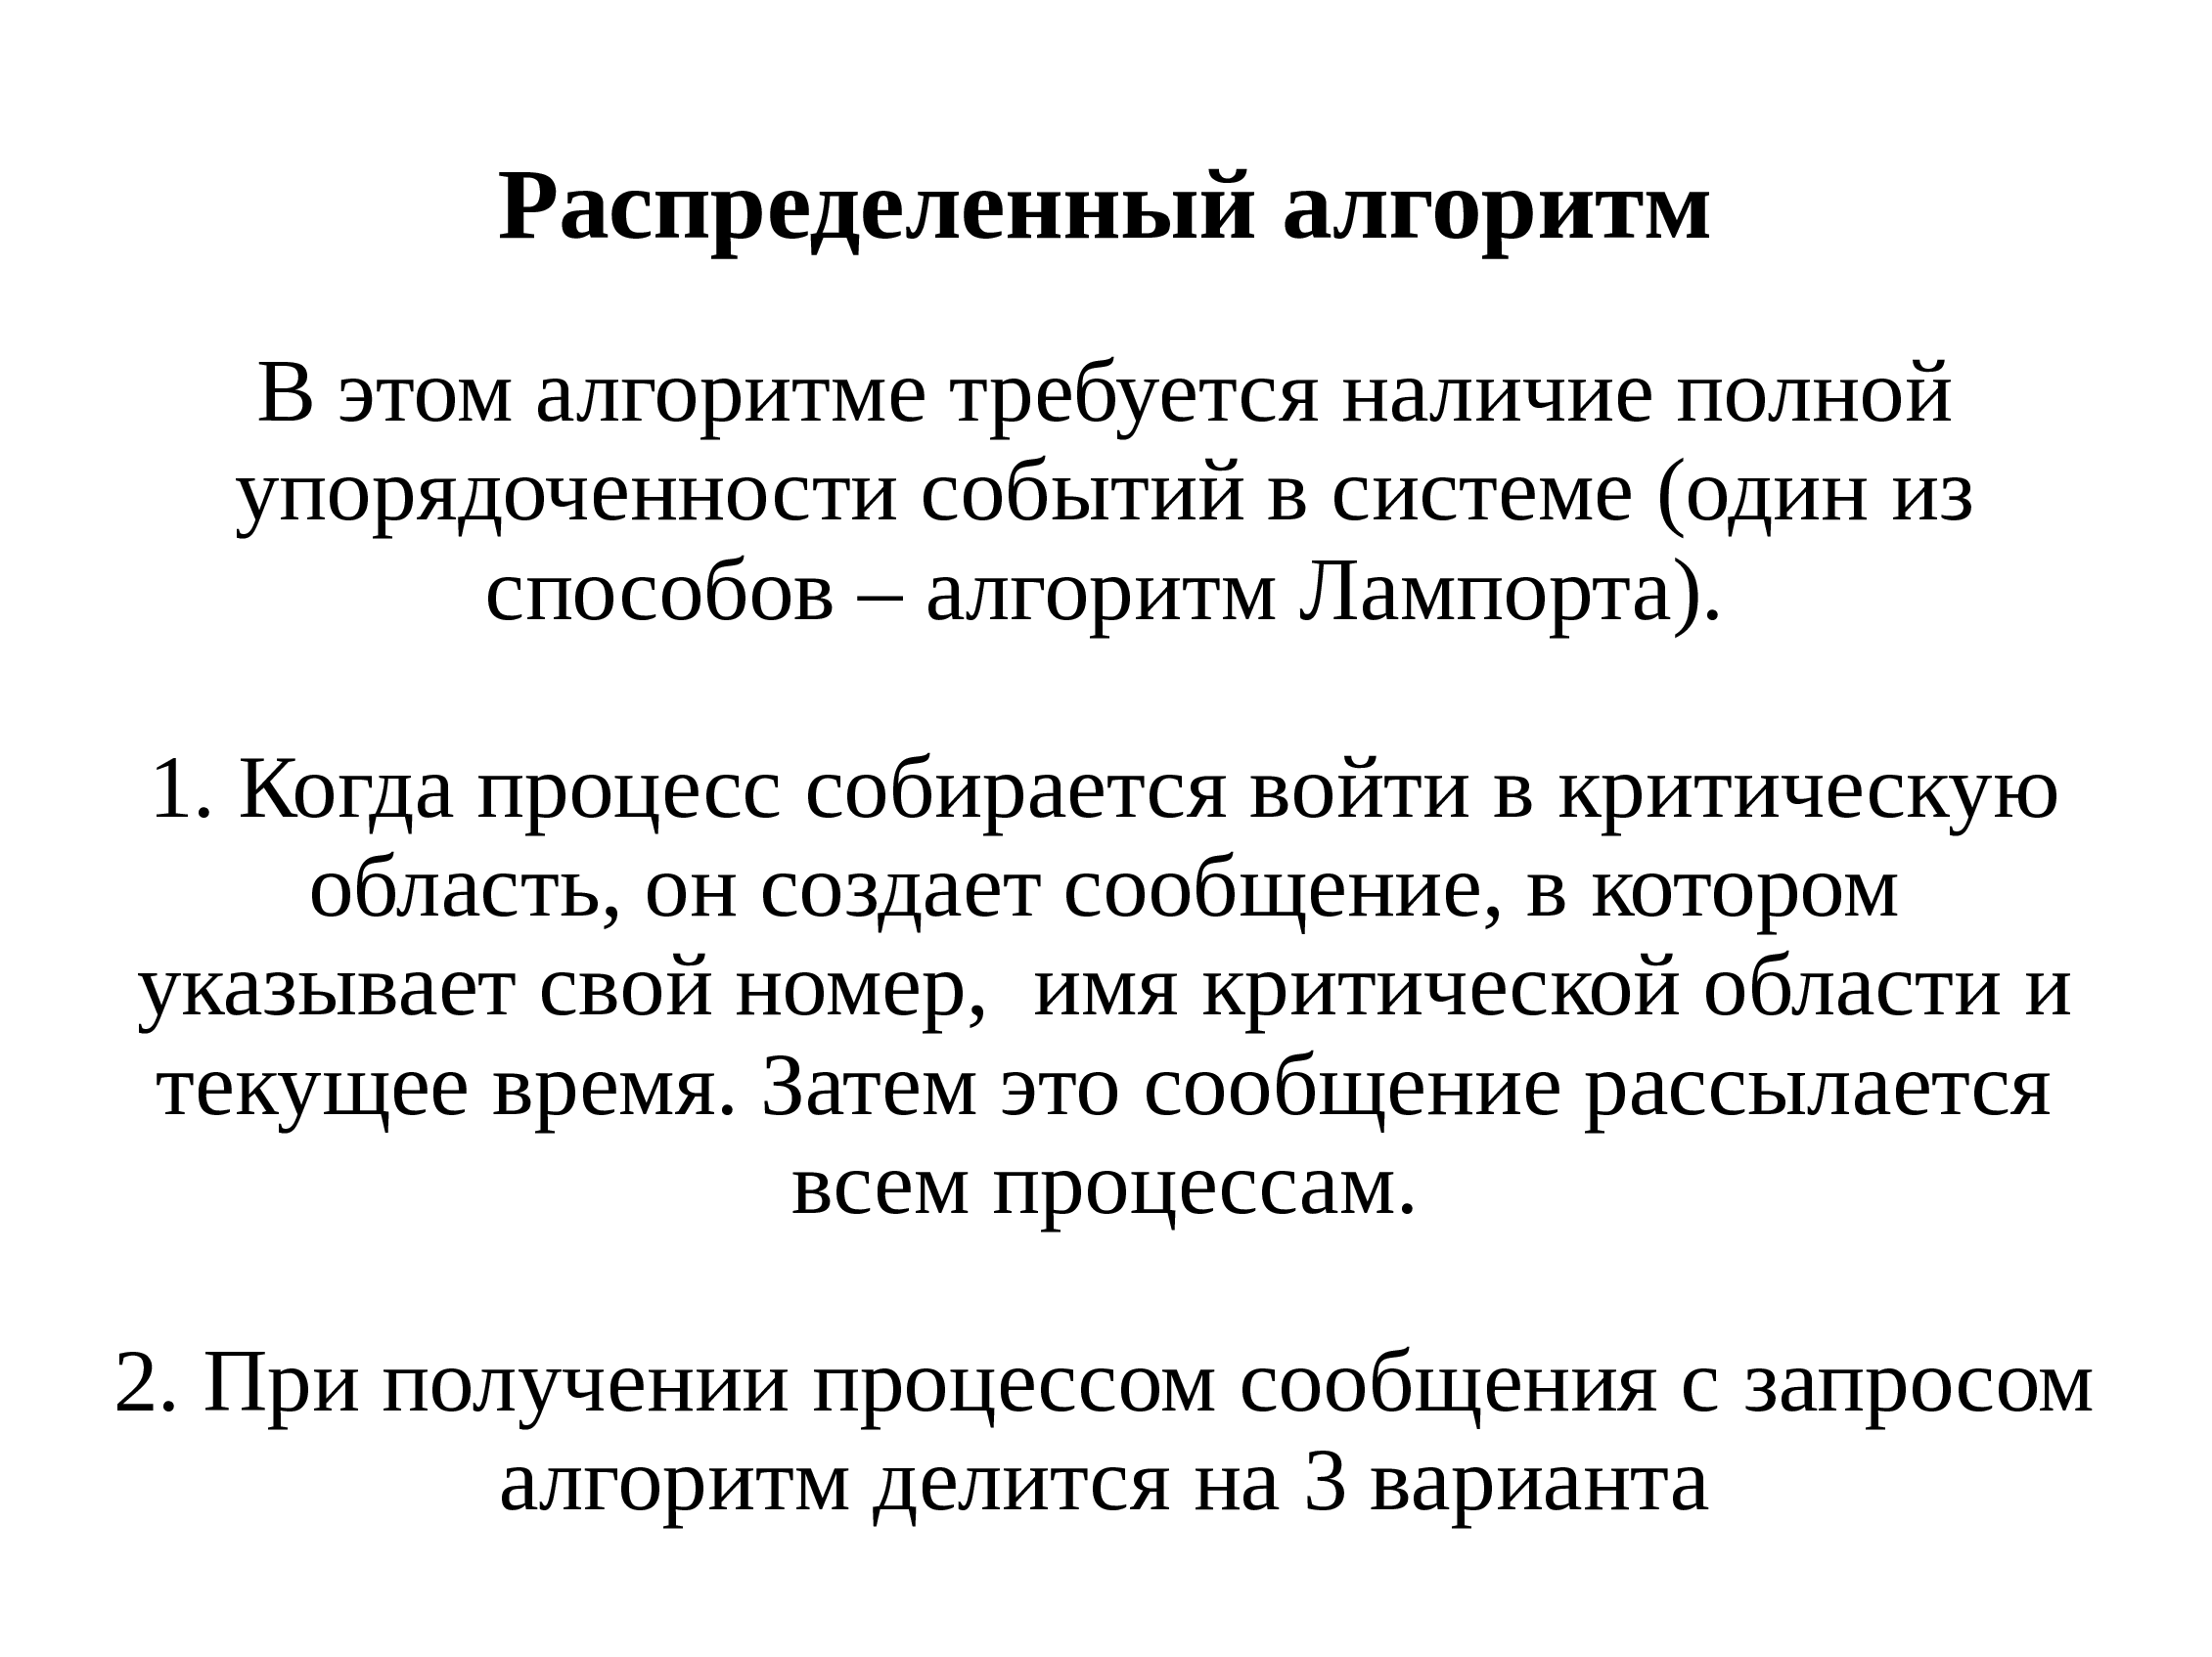 Распределенный алгоритм
В этом алгоритме требуется наличие полной
упорядоченности событий в системе (один из
способов – алгоритм Лампорта).
1. Когда процесс собирается войти в критическую
область, он создает сообщение, в котором
указывает свой номер,  имя критической области и
текущее время. Затем это сообщение рассылается
всем процессам.
2. При получении процессом сообщения с запросом
алгоритм делится на 3 варианта